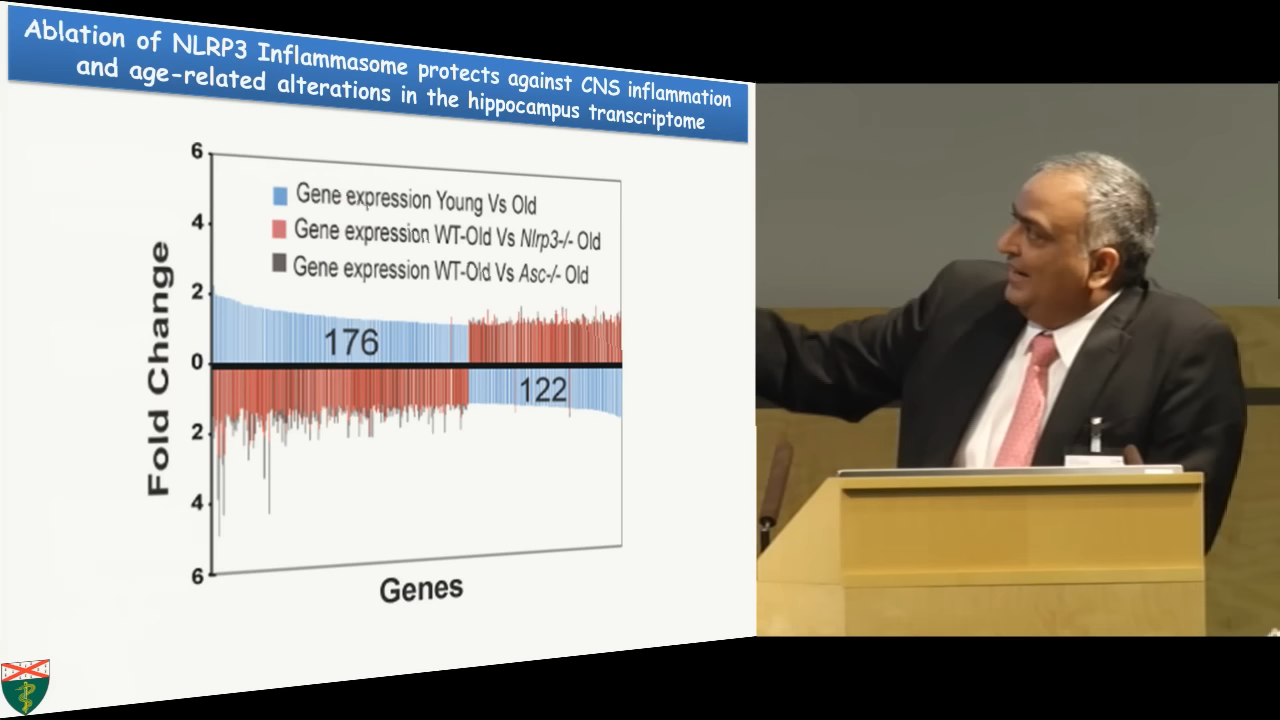 Ablation of NLRP3 Inflammasome protects against CNS inflammation
and age-related alterations in the hippocampus transcriptome
6
4
2
0
2
4
6
Fold Change
Gene expression Young Vs Old
Gene expression WT-Old Vs Nlrp3-/- Old
Gene expression WT-Old Vs Asc-/- Old
176
122
Genes